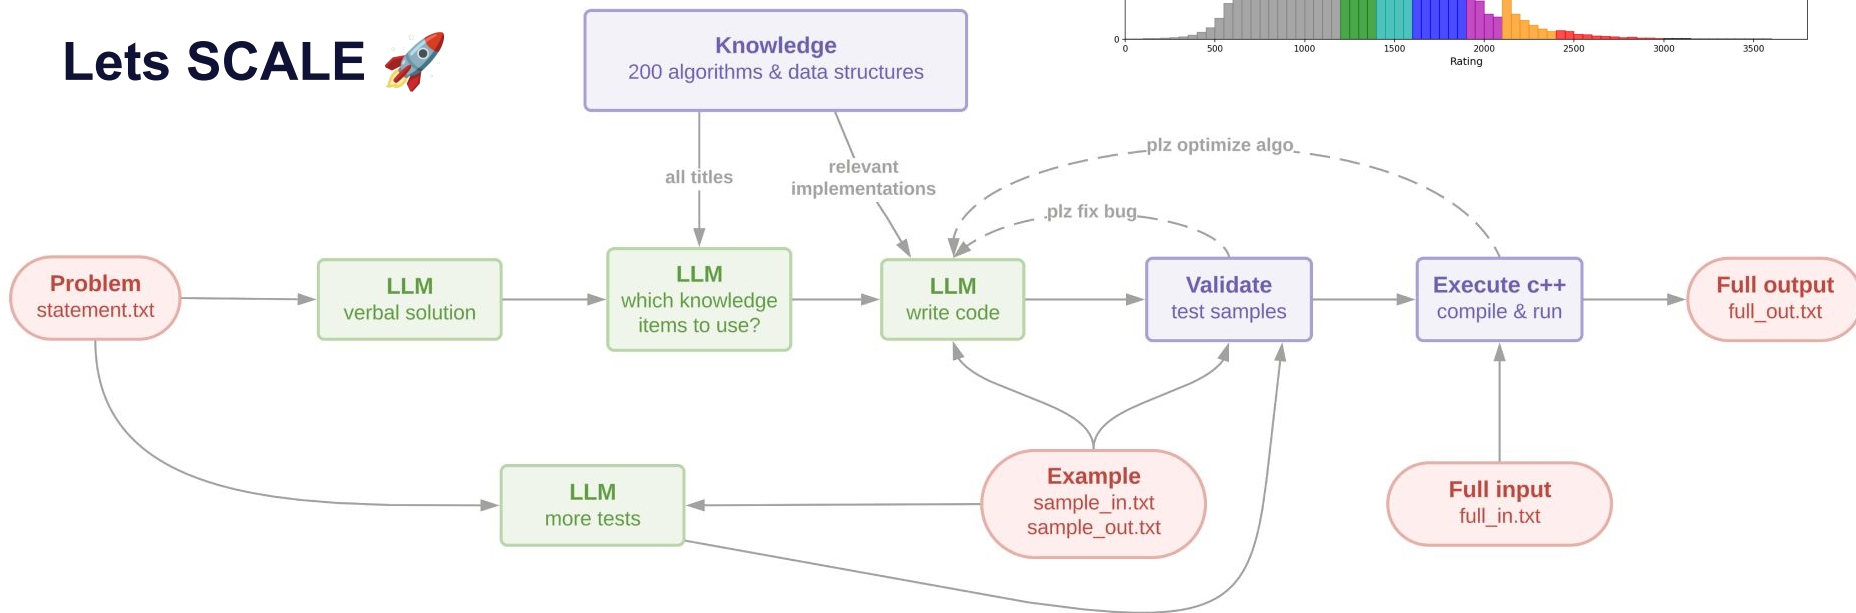 Lets SCALE 🚀
Knowledge
200 algorithms & data structures
0
0
500
1000
1500
2000
2500
3000
3500
Rating
plz optimize algo
all titles
relevant
implementations
plz fix bug
Problem
statement.txt
LLM
verbal solution
LLM
which knowledge
items to use?
LLM
write code
Validate
test samples
Execute c++
compile & run
Full output
full_out.txt
LLM
more tests
Example
sample_in.txt
sample_out.txt
Full input
full_in.txt